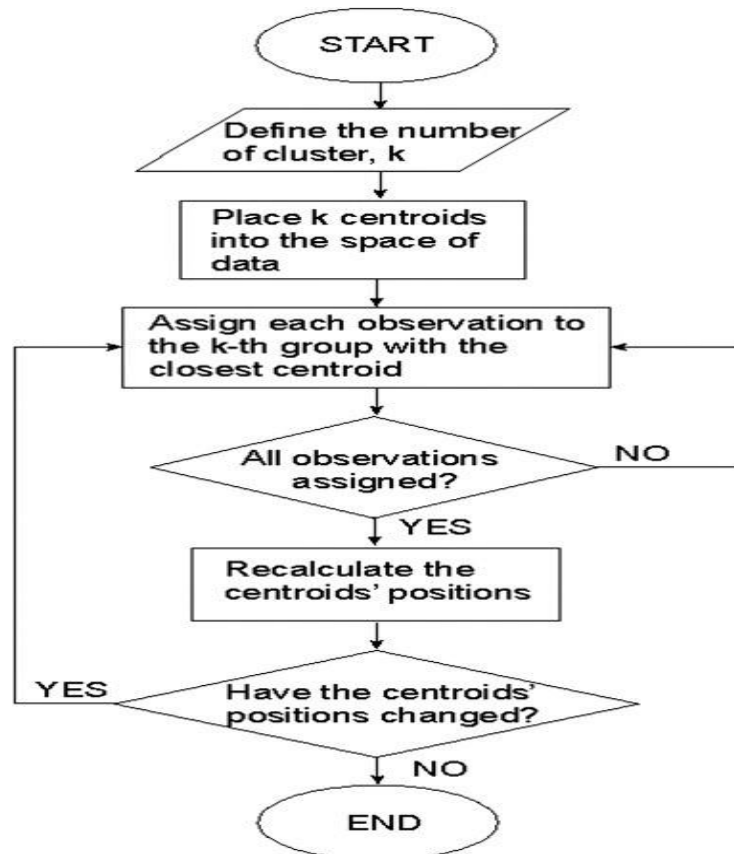 START
Define the number
of cluster, k
Place k centroids
into the space of
data
Assign each observation to
the k-th group with the
closest centroid
All observations
assigned?
NO
YES
Recalculate the
centroids' positions
YES
Have the centroids'
positions changed?
NO
END